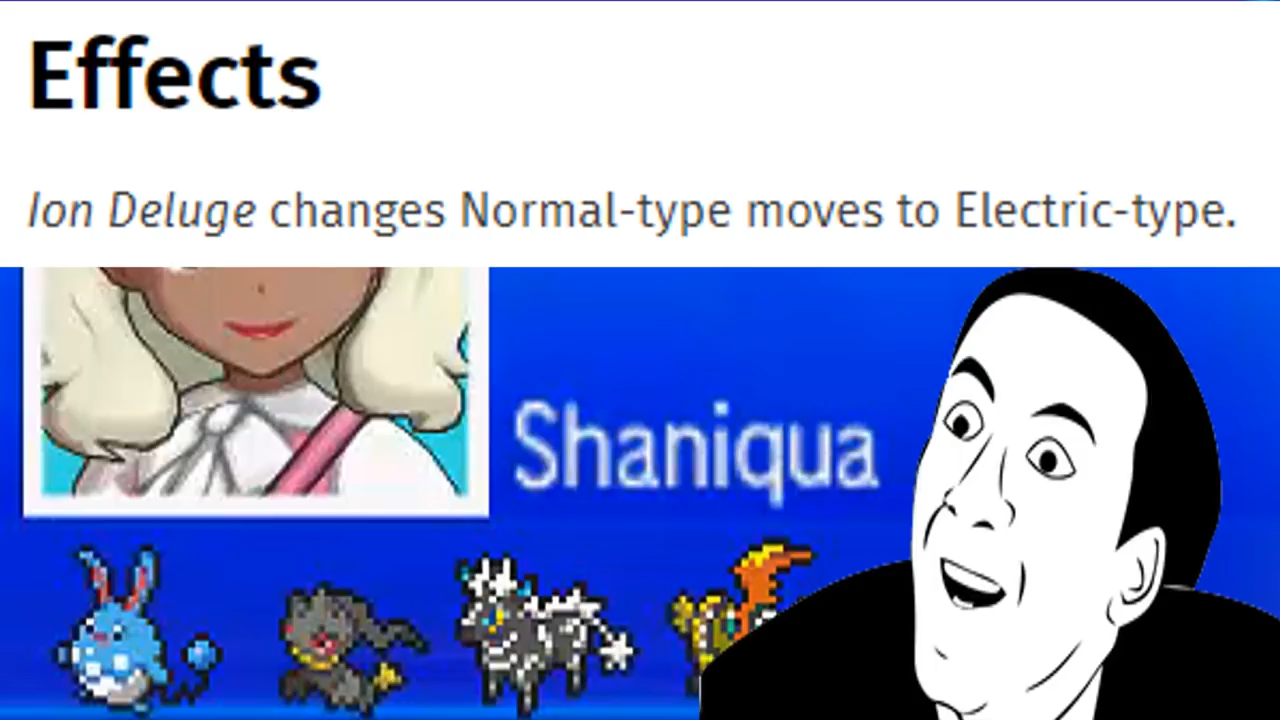 Effects
Ion Deluge changes Normal-type moves to Electric-type.
Shaniqua